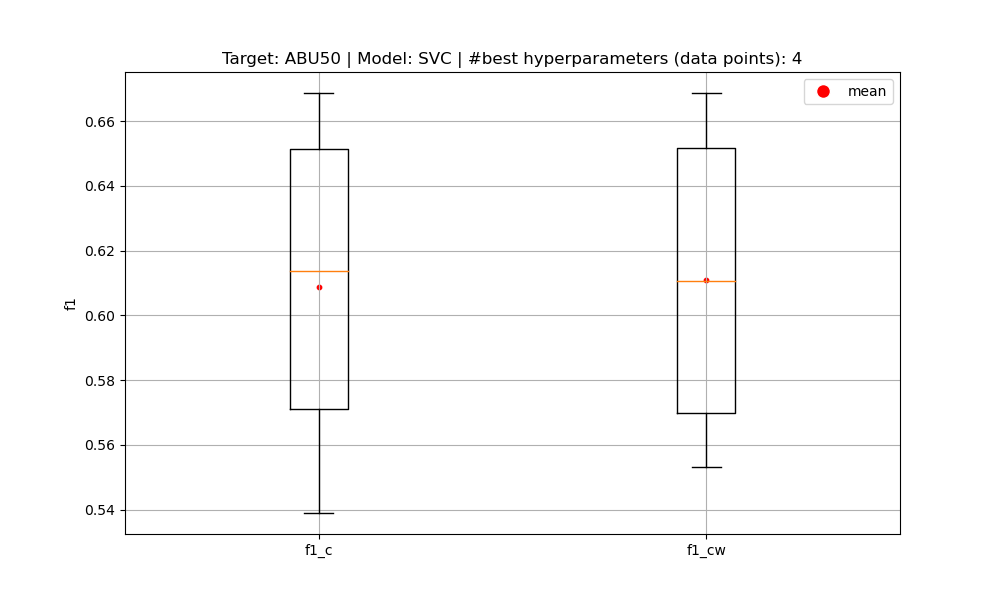 Target: ABU50 | Model: SVC | #best hyperparameters (data points): 4
mean
0.66
0.64
0.62
0.60
0.58
0.56
0.54
f1
f1_c
f1_cw